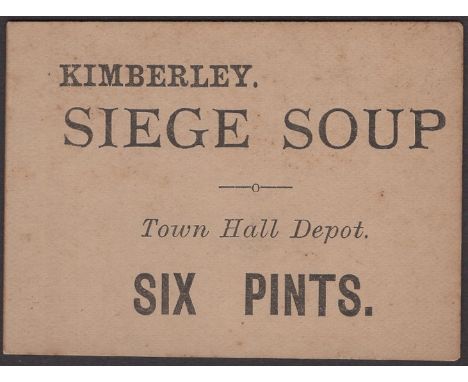 KIMBERLEY.
SIEGE SOUP
o
Town Hall Depot.
SIX PINTS.